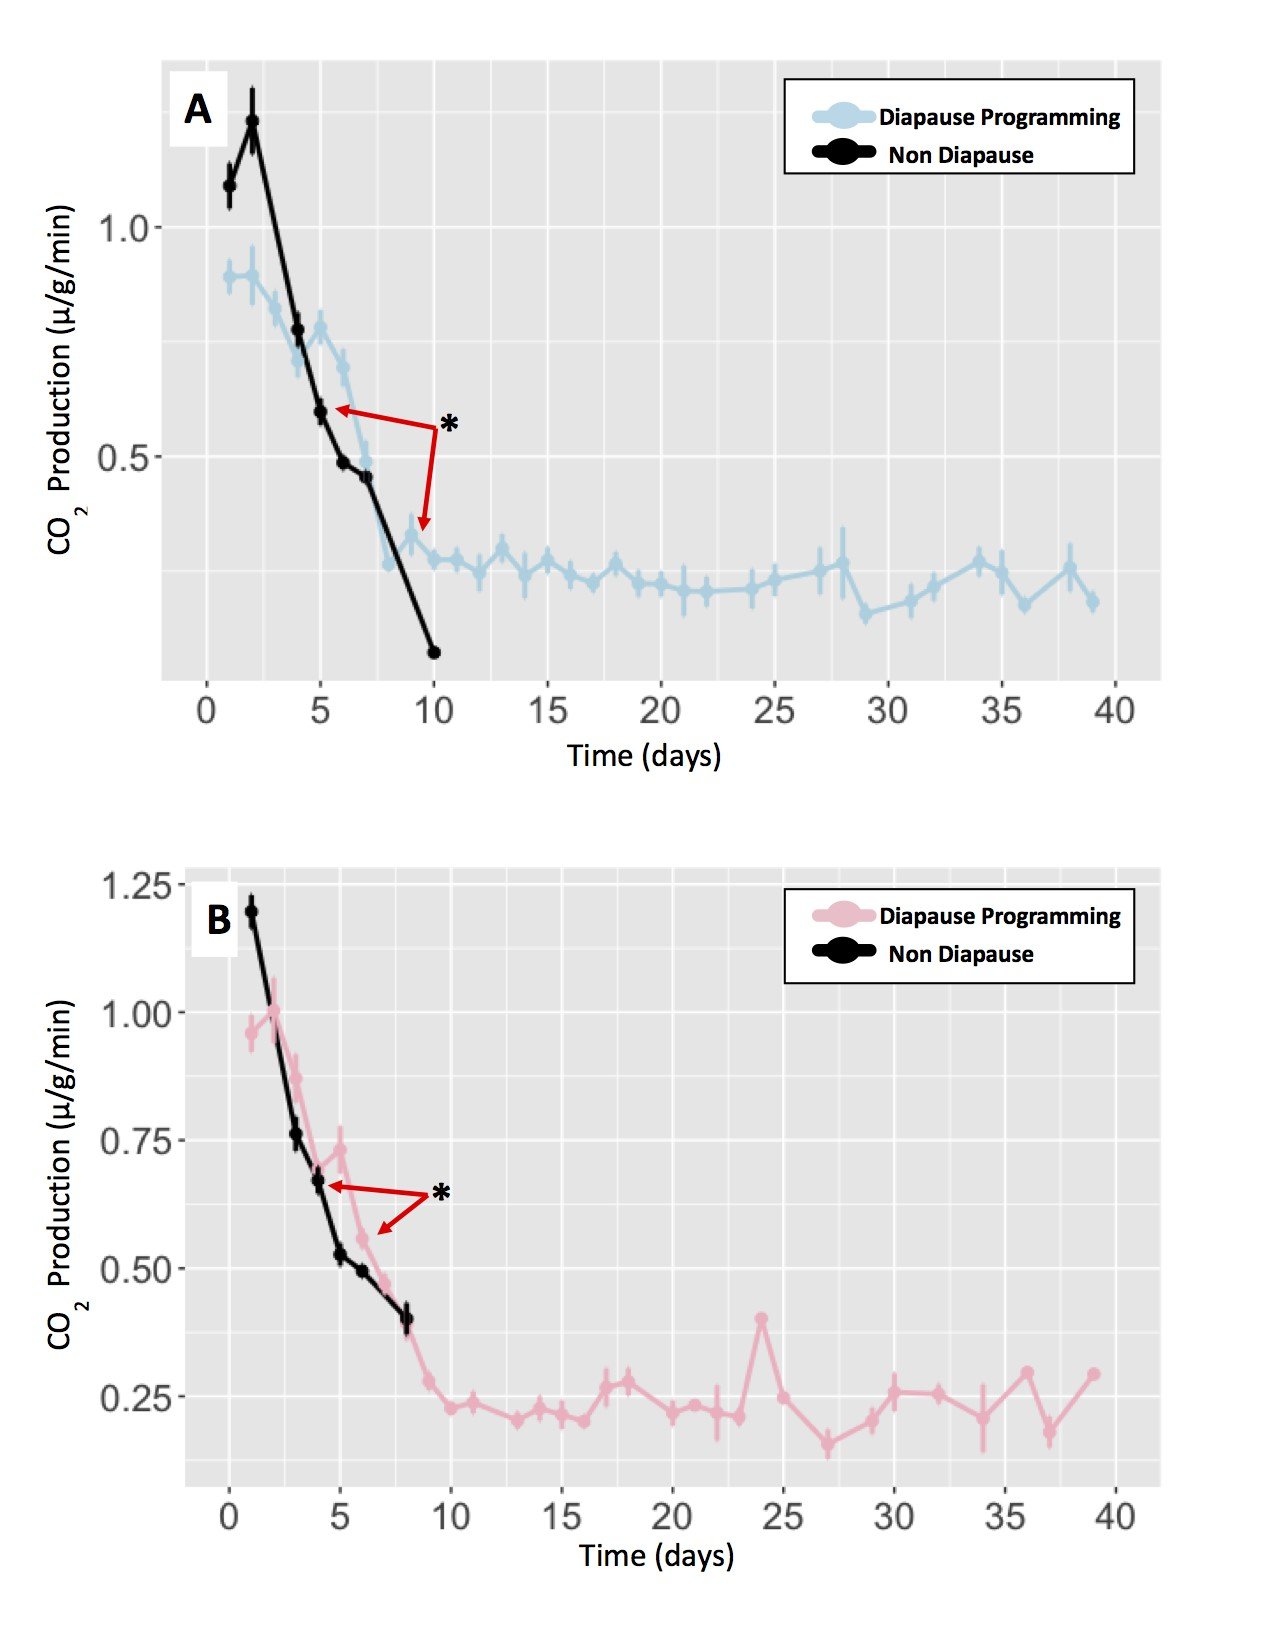 A
Diapause Programming
Non Diapause
CO2 Production (µ/g/min)
1.0
0.5
*
0 5 10 15 20 25 30 35 40
Time (days)
B
Diapause Programming
Non Diapause
CO2 Production (µ/g/min)
1.25
1.00
0.75
0.50
0.25
*
0 5 10 15 20 25 30 35 40
Time (days)